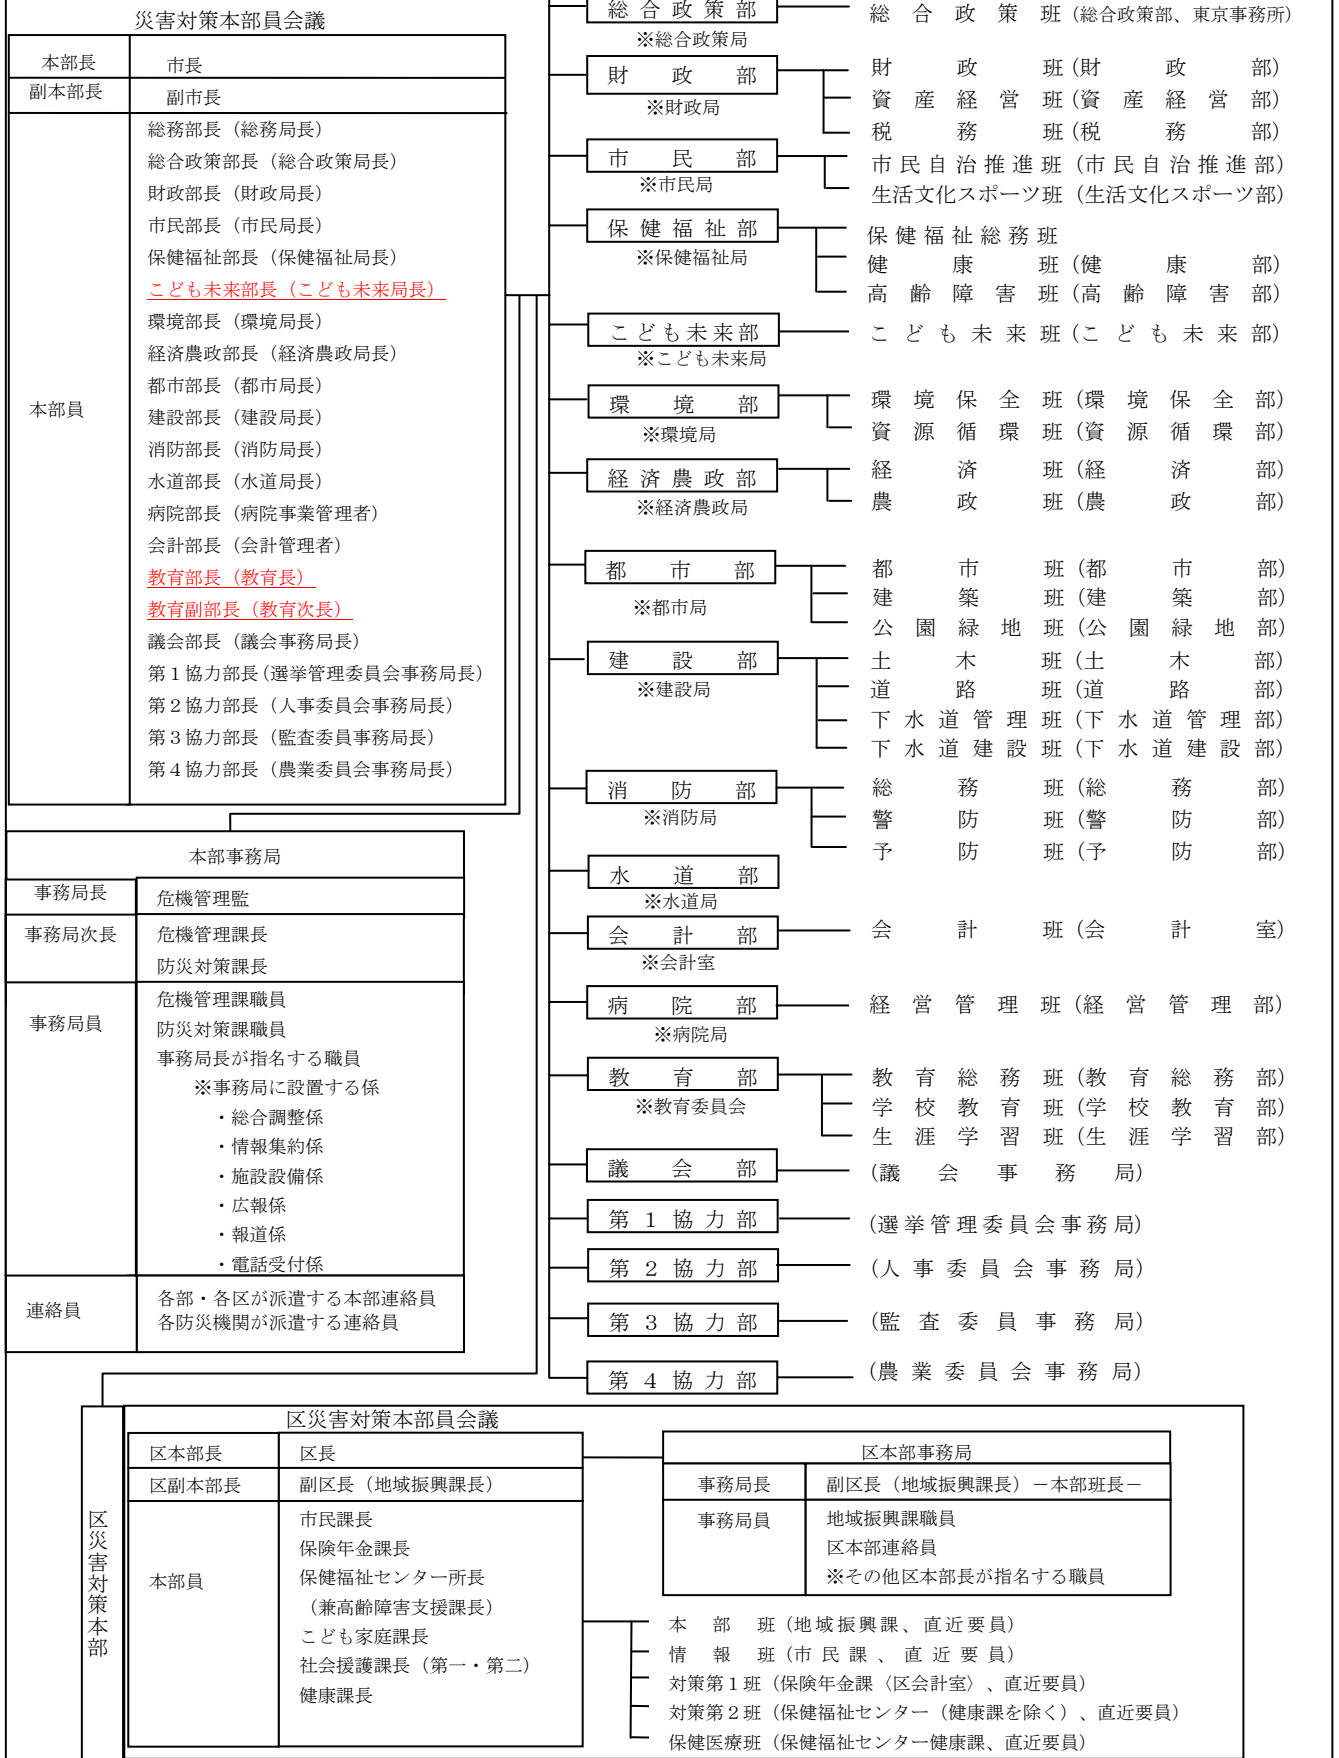 災害対策本部員会議
本部長 市長
副本部長 副市長
本部員
総務部長（総務局長）
総合政策部長（総合政策局長）
財政部長（財政局長）
市民部長（市民局長）
保健福祉部長（保健福祉局長）
こども未来部長（こども未来局長）
環境部長（環境局長）
経済農政部長（経済農政局長）
都市部長（都市局長）
建設部長（建設局長）
消防部長（消防局長）
水道部長（水道局長）
病院部長（病院事業管理者）
会計部長（会計管理者）
教育部長（教育長）
教育副部長（教育次長）
議会部長（議会事務局長）
第１協力部長（選挙管理委員会事務局長）
第２協力部長（人事委員会事務局長）
第３協力部長（監査委員事務局長）
第４協力部長（農業委員会事務局長）
本部事務局
事務局長 危機管理監
事務局次長 危機管理課長
防災対策課長
事務局員 危機管理課職員
防災対策課職員
事務局長が指名する職員
※事務局に設置する係
・総合調整係
・情報集約係
・施設設備係
・広報係
・報道係
・電話受付係
連絡員 各部・各区が派遣する本部連絡員
各防災機関が派遣する連絡員
総合政策部 総合政策班（総合政策部、東京事務所）
※総合政策局
財政部 財政班（財政部）
※財政局 資産経営班（資産経営部）
税務班（税務部）
市民部 市民自治推進班（市民自治推進部）
※市民局 生活文化スポーツ班（生活文化スポーツ部）
保健福祉部 保健福祉総務班
※保健福祉局 健康班（健康部）
高齢障害班（高齢障害部）
こども未来部 こども未来班（こども未来部）
※こども未来局
環境部 環境保全班（環境保全部）
※環境局 資源循環班（資源循環部）
経済農政部 経済班（経済部）
※経済農政局 農政班（農政部）
都市部 都市班（都市部）
※都市局 建築班（建築部）
公園緑地班（公園緑地部）
建設部 土木班（土木部）
※建設局 道路班（道路部）
下水道管理班（下水道管理部）
下水道建設班（下水道建設部）
消防部 総務班（総務部）
※消防局 警防班（警防部）
予防班（予防部）
水道部
※水道局
会計部 会計班（会計室）
※会計室
病院部 経営管理班（経営管理部）
※病院局
教育部 教育総務班（教育総務部）
※教育委員会 学校教育班（学校教育部）
生涯学習班（生涯学習部）
議会部 （議会事務局）
第１協力部 （選挙管理委員会事務局）
第２協力部 （人事委員会事務局）
第３協力部 （監査委員事務局）
第４協力部 （農業委員会事務局）
区災害対策本部
区災害対策本部員会議
区本部長 区長
区副本部長 副区長（地域振興課長）
本部員
市民課長
保険年金課長
保健福祉センター所長
（兼高齢障害支援課長）
こども家庭課長
社会援護課長（第一・第二）
健康課長
区本部事務局
事務局長 副区長（地域振興課長）－本部班長－
事務局員 地域振興課職員
区本部連絡員
※その他区本部長が指名する職員
本部班（地域振興課、直近要員）
情報班（市民課、直近要員）
対策第１班（保険年金課〈区会計室〉、直近要員）
対策第２班（保健福祉センター（健康課を除く）、直近要員）
保健医療班（保健福祉センター健康課、直近要員）